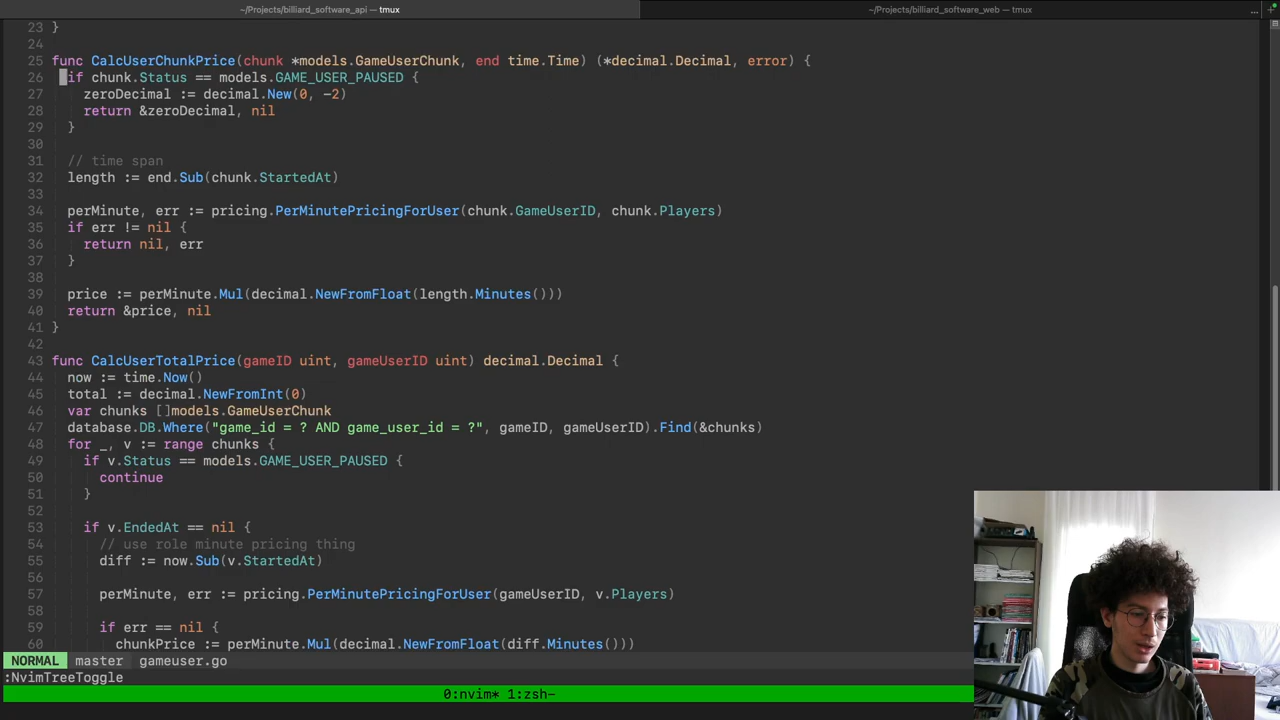 ~/Projects/billiard_software_api — tmux
~/Projects/billiard_software_web — tmux
... +
23 }
24
25 func CalcUserChunkPrice(chunk *models.GameUserChunk, end time.Time) (*decimal.Decimal, error) {
26 if chunk.Status == models.GAME_USER_PAUSED {
27 zeroDecimal := decimal.New(0, -2)
28 return &zeroDecimal, nil
29 }
30
31 // time span
32 length := end.Sub(chunk.StartedAt)
33
34 perMinute, err := pricing.PerMinutePricingForUser(chunk.GameUserID, chunk.Players)
35 if err != nil {
36 return nil, err
37 }
38
39 price := perMinute.Mul(decimal.NewFromFloat(length.Minutes()))
40 return &price, nil
41 }
42
43 func CalcUserTotalPrice(gameID uint, gameUserID uint) decimal.Decimal {
44 now := time.Now()
45 total := decimal.NewFromInt(0)
46 var chunks []models.GameUserChunk
47 database.DB.Where("game_id = ? AND game_user_id = ?", gameID, gameUserID).Find(&chunks)
48 for _, v := range chunks {
49 if v.Status == models.GAME_USER_PAUSED {
50 continue
51 }
52
53 if v.EndedAt == nil {
54 // use role minute pricing thing
55 diff := now.Sub(v.StartedAt)
56
57 perMinute, err := pricing.PerMinutePricingForUser(gameUserID, v.Players)
58
59 if err == nil {
60 chunkPrice := perMinute.Mul(decimal.NewFromFloat(diff.Minutes()))
NORMAL master gameuser.go
:NvimTreeToggle
0:nvim* 1:zsh-